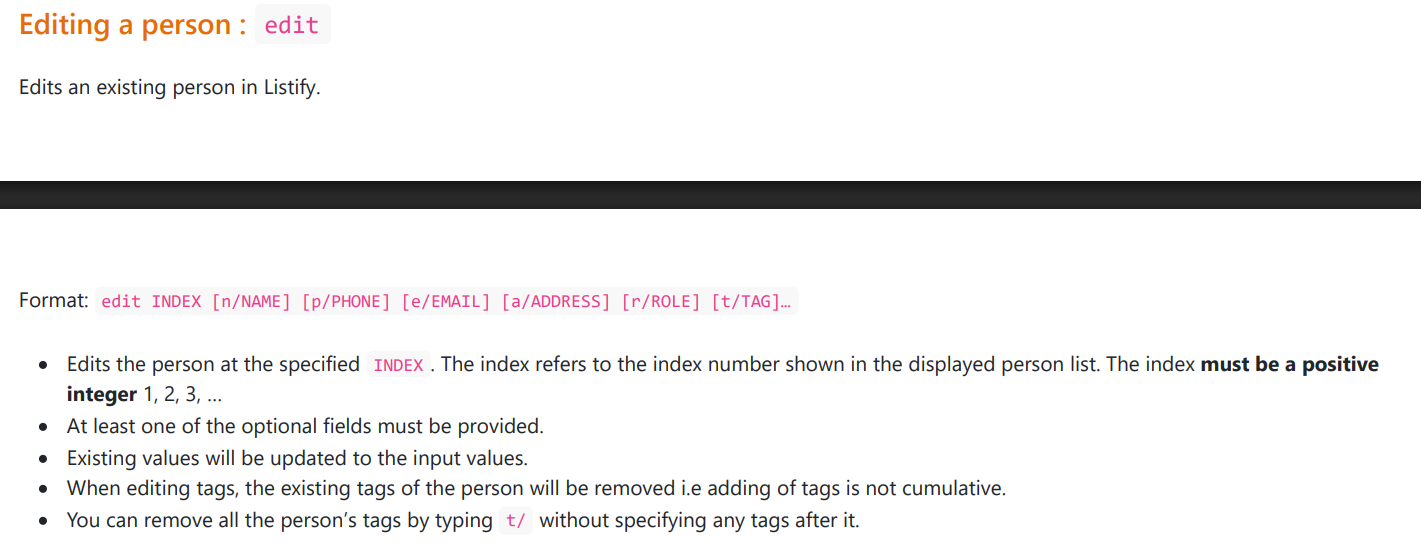 Editing a person : edit
Edits an existing person in Listify.
Format: edit INDEX [n/NAME] [p/PHONE] [e/EMAIL] [a/ADDRESS] [r/ROLE] [t/TAG]…
• Edits the person at the specified INDEX . The index refers to the index number shown in the displayed person list. The index must be a positive
integer 1, 2, 3, …
• At least one of the optional fields must be provided.
• Existing values will be updated to the input values.
• When editing tags, the existing tags of the person will be removed i.e adding of tags is not cumulative.
• You can remove all the person’s tags by typing t/ without specifying any tags after it.